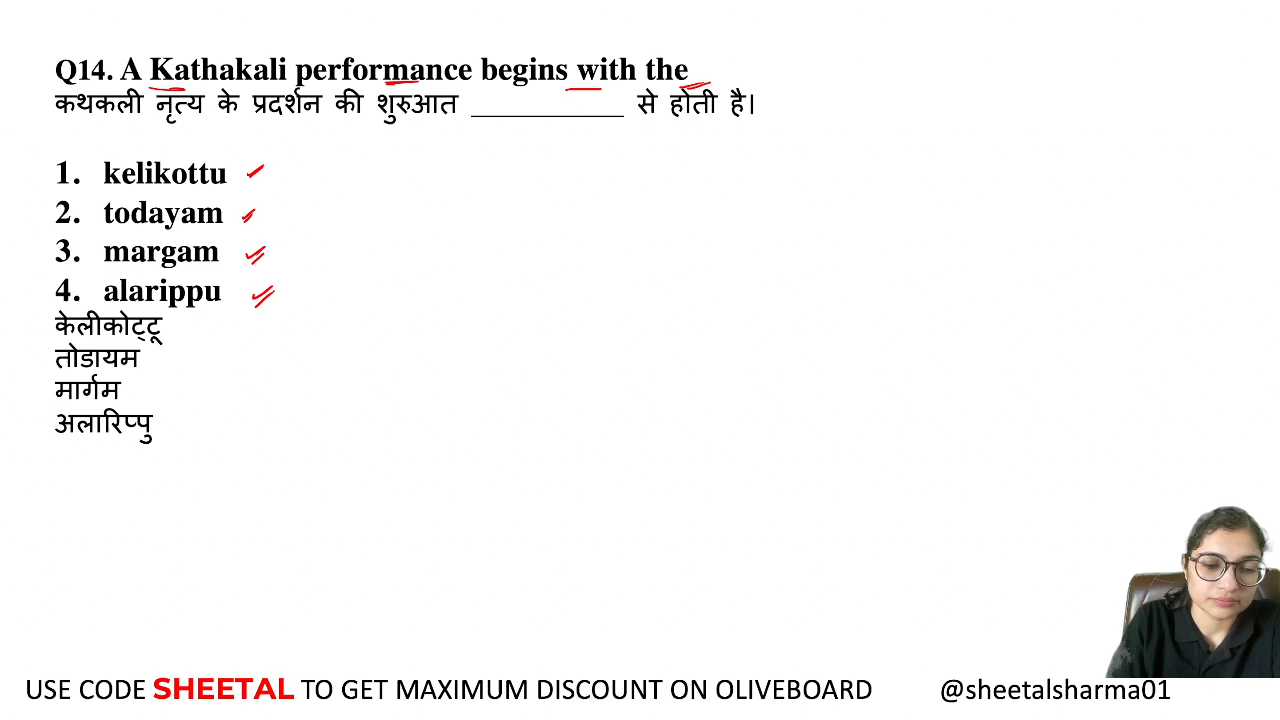 Q14. A Kathakali performance begins with the
कथकली नृत्य के प्रदर्शन की शुरुआत ___________ से होती है।
1. kelikottu
2. todayam
3. margam
4. alarippu
केलीकोट्टू
तोडायम
मार्गम
अलारिप्पु
USE CODE SHEETAL TO GET MAXIMUM DISCOUNT ON OLIVEBOARD @sheetalsharma01